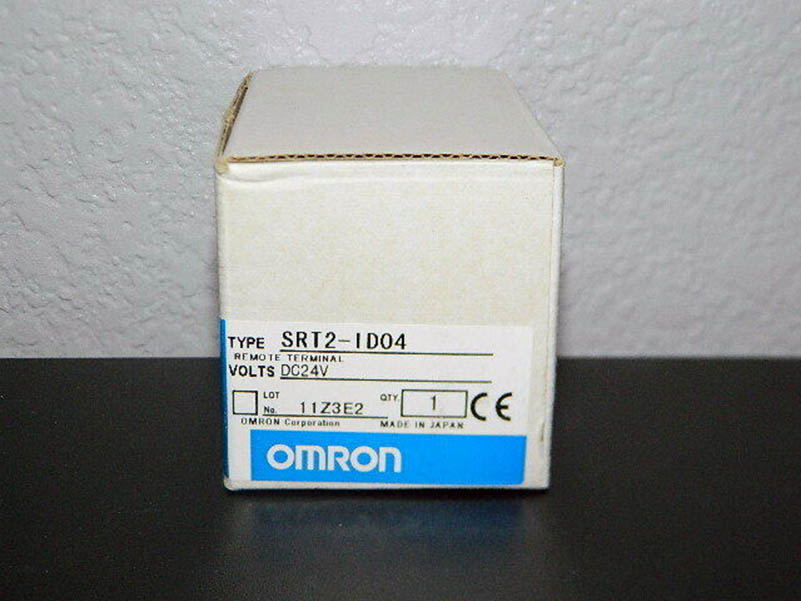 TYPE SRT2-ID04
REMOTE TERMINAL
VOLTS DC24V
LOT No. 11Z3E2 QTY. 1 CE
OMRON Corporation MADE IN JAPAN
OMRON